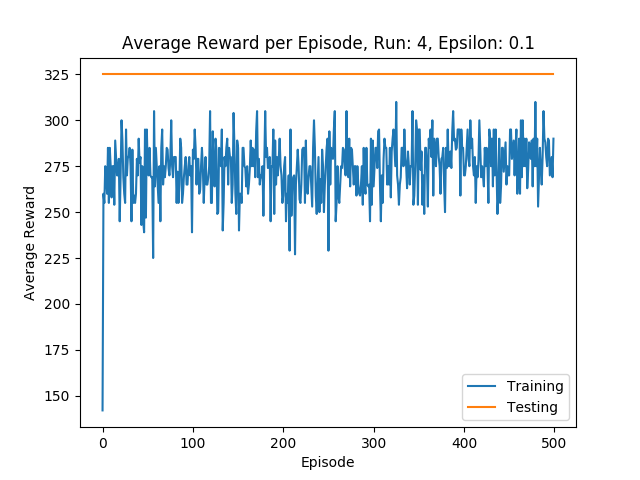 Average Reward per Episode, Run: 4, Epsilon: 0.1
325
300
275
250
225
200
175
150
Average Reward
0
100
200
300
400
500
Episode
Training
Testing